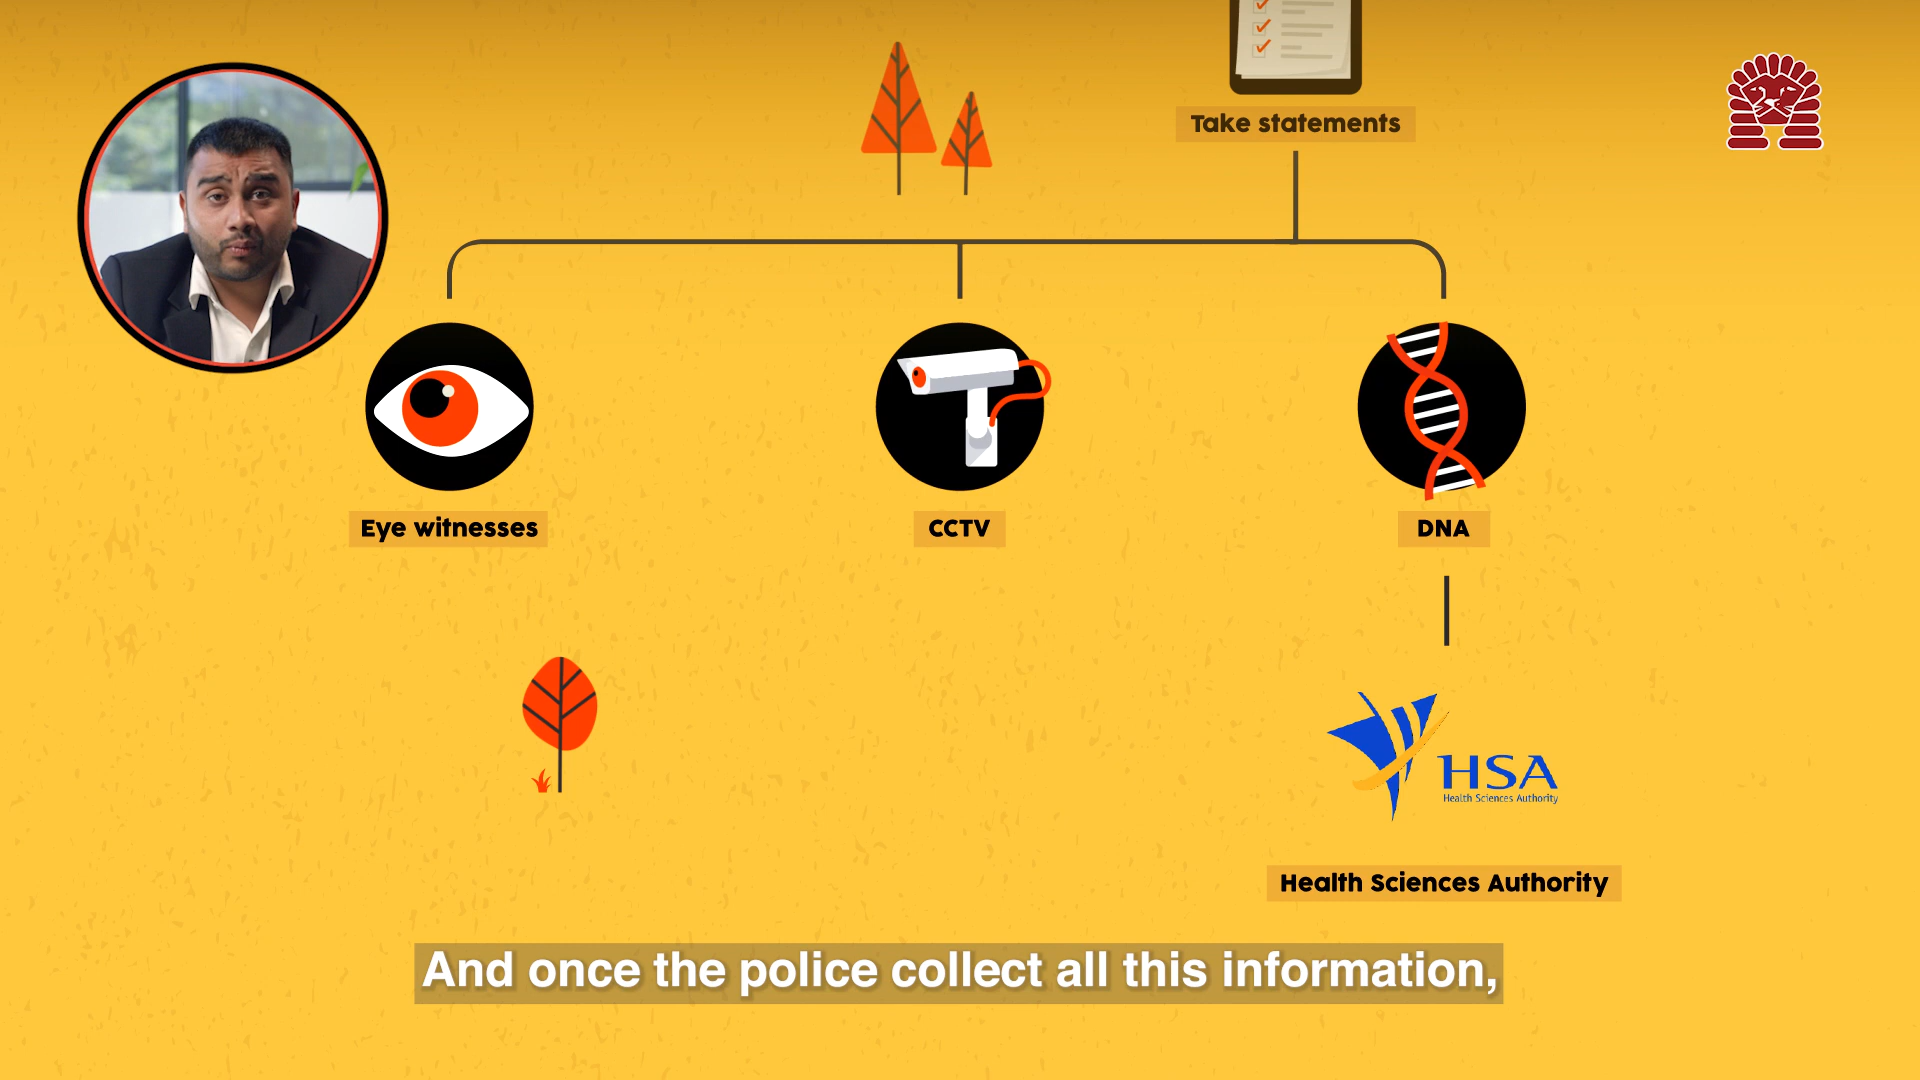 Take statements
Eye witnesses
CCTV
DNA
HSA
Health Sciences Authority
Health Sciences Authority
And once the police collect all this information,